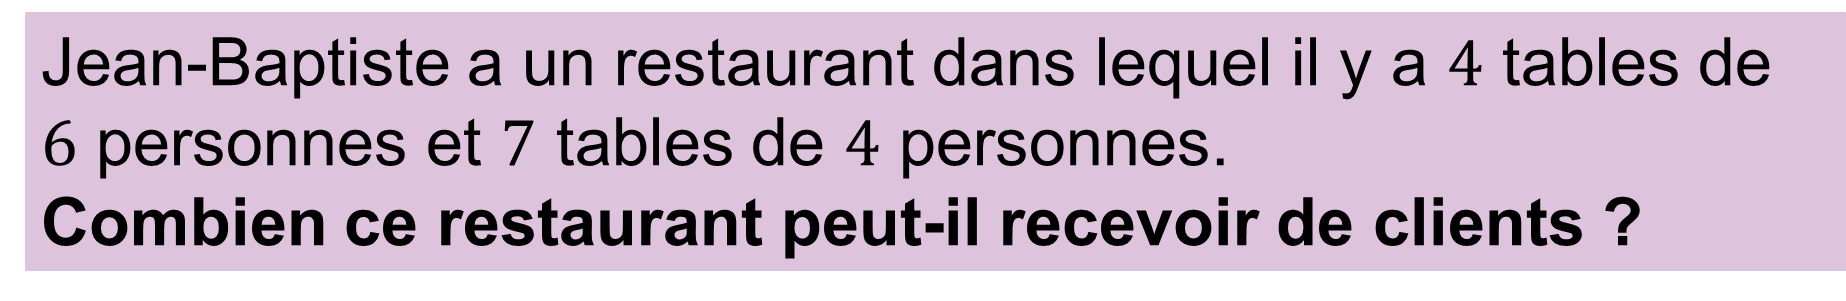 Jean-Baptiste a un restaurant dans lequel il y a 4 tables de
6 personnes et 7 tables de 4 personnes.
Combien ce restaurant peut-il recevoir de clients ?